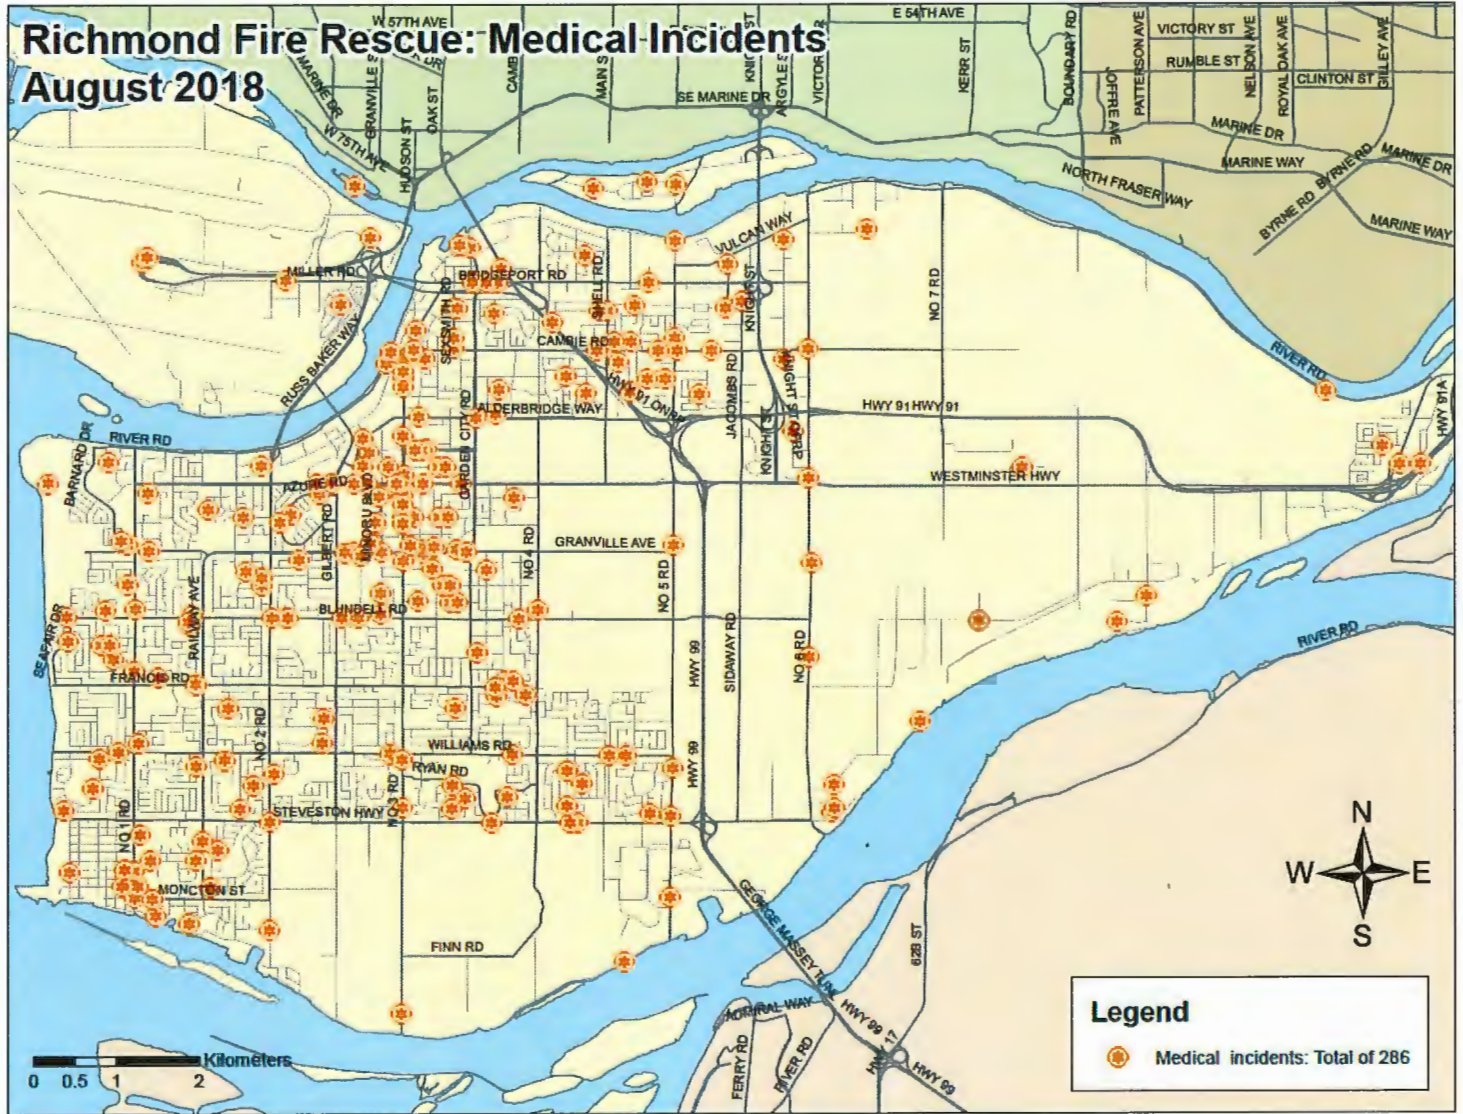 Richmond Fire Rescue: Medical Incidents
August 2018
W 57TH AVE
E 54TH AVE
VICTORY ST
RUMBLE ST
CLINTON ST
PATTERSON AVE
NELSON AVE
ROYAL OAK AVE
GILLEY AVE
BOUNDARY RD
JOFFRE AVE
KERR ST
MAIN S
KNIGHT ST
MARINE DR
GRANVILLE S
OAK ST
HUDSON ST
W 75TH AVE
SE MARINE DR
MARINE DR
MARINE WAY
MARINE DR
NORTH FRASER WAY
BYRNE RD
BYRNE RD
MARINE WAY
VULCAN WAY
MILLER RD
BRIDGEPORT RD
SHELL RD
KNIGHT ST
NO 7 RD
SEXSMITH RD
CAMBIE RD
RUSS BAKER WAY
RIVER RD
HWY 91A
ALDERBRIDGE WAY
JACOMBS RD
KNIGHT ST
HWY 91
HWY 91
RIVER RD
BARNARD DR
GARDEN CITY RD
AZURE RD
WESTMINSTER HWY
MINORU BLVD
GILBERT RD
GRANVILLE AVE
NO 4 RD
NO 5 RD
RAILWAY AVE
BLUNDELL RD
SEAFAIR DR
FRANCIS RD
HWY 99
SIDAWAY RD
NO 6 RD
RIVER RD
NO 2 RD
WILLIAMS RD
RYAN RD
HWY 99
NO 3 RD
STEVESTON HWY
NO 1 RD
MONCTON ST
FINN RD
GEORGE MASSEY TUNL
62B ST
N
W
E
S
ADMIRAL WAY
HWY 99
HWY 17
HWY 99
FERRY RD
RIVER RD
Legend
Medical incidents: Total of 286
Kilometers
0 0.5 1 2